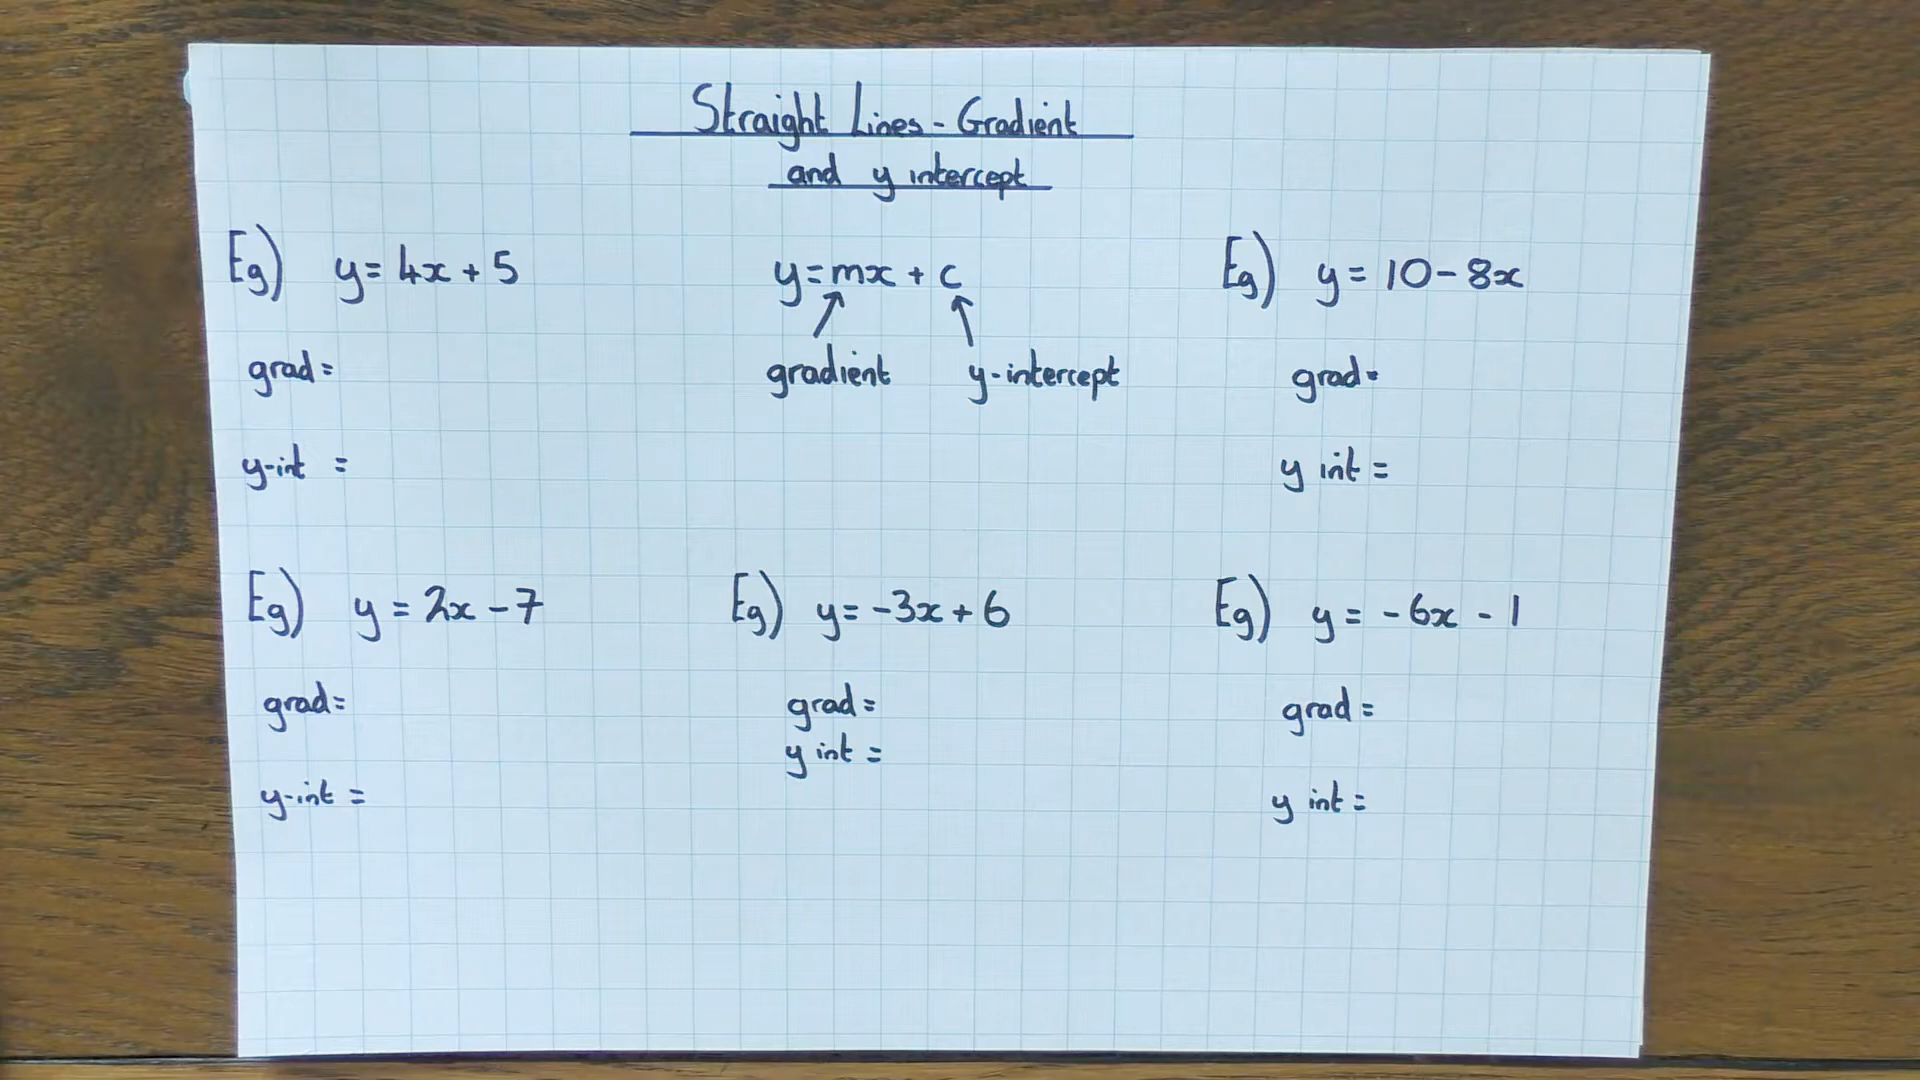 Straight Lines - Gradient
and y intercept
Eg) y = 4x + 5
grad =
y-int =
y = mx + c
gradient y-intercept
Eg) y = 10 - 8x
grad =
y int =
Eg) y = 2x - 7
grad =
y-int =
Eg) y = -3x + 6
grad =
y int =
Eg) y = -6x - 1
grad =
y int =